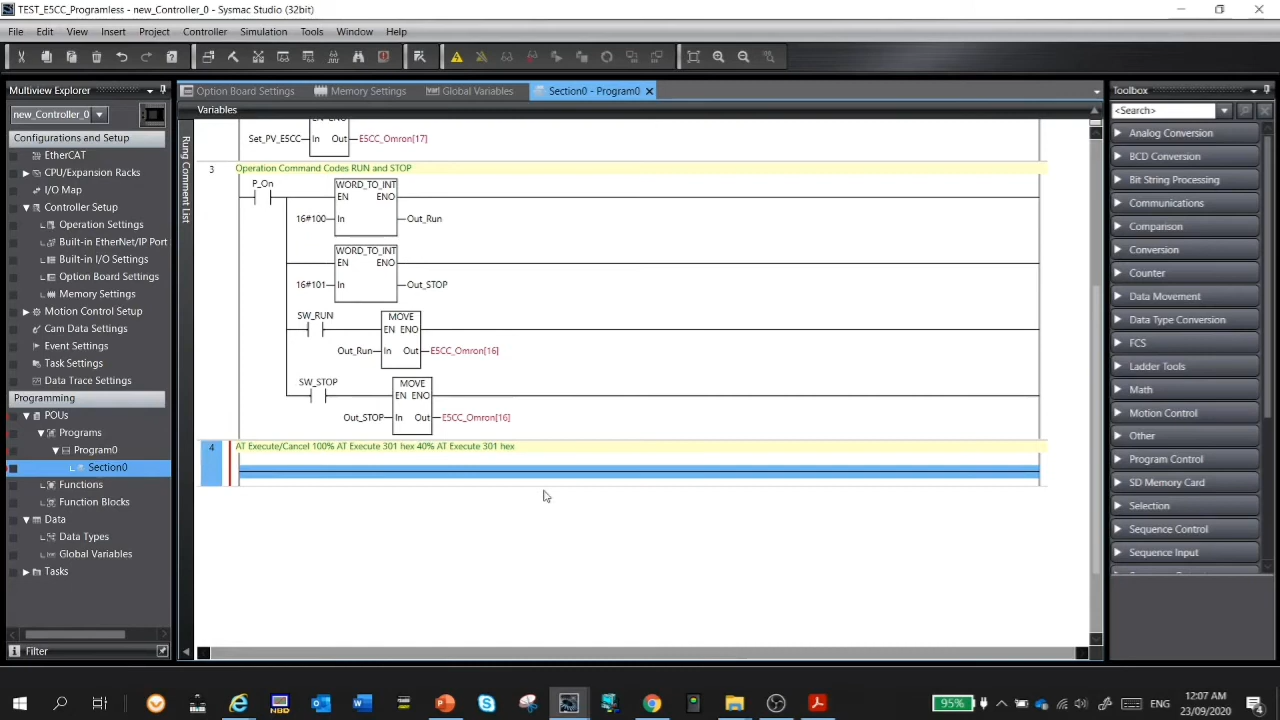 TEST_E5CC_Programless - new_Controller_0 - Sysmac Studio (32bit)
File Edit View Insert Project Controller Simulation Tools Window Help
Multiview Explorer
new_Controller_0
Configurations and Setup
EtherCAT
CPU/Expansion Racks
I/O Map
Controller Setup
Operation Settings
Built-in EtherNet/IP Port
Built-in I/O Settings
Option Board Settings
Memory Settings
Motion Control Setup
Cam Data Settings
Event Settings
Task Settings
Data Trace Settings
Programming
POUs
Programs
Program0
Section0
Functions
Function Blocks
Data
Data Types
Global Variables
Tasks
Filter
Option Board Settings Memory Settings Global Variables Section0 - Program0
Variables
Rung Comment List
Set_PV_E5CC In Out E5CC_Omron[17]
3 Operation Command Codes RUN and STOP
P_On WORD_TO_INT
EN ENO
16#100 In Out_Run
WORD_TO_INT
EN ENO
16#101 In Out_STOP
SW_RUN MOVE
EN ENO
Out_Run In Out E5CC_Omron[16]
SW_STOP MOVE
EN ENO
Out_STOP In Out E5CC_Omron[16]
4 AT Execute/Cancel 100% AT Execute 301 hex 40% AT Execute 301 hex
Toolbox
<Search>
Analog Conversion
BCD Conversion
Bit String Processing
Communications
Comparison
Conversion
Counter
Data Movement
Data Type Conversion
FCS
Ladder Tools
Math
Motion Control
Other
Program Control
SD Memory Card
Selection
Sequence Control
Sequence Input
95% ENG 12:07 AM
23/09/2020